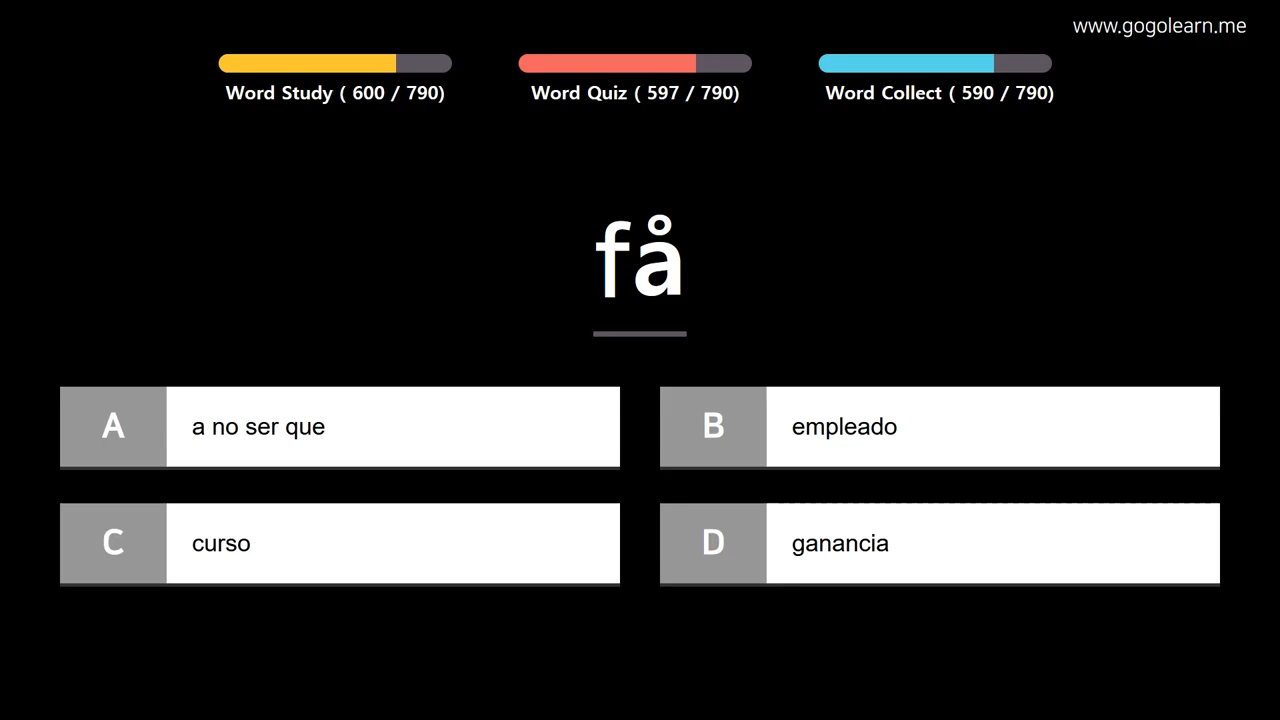 www.gogolearn.me
Word Study ( 600 / 790)
Word Quiz ( 597 / 790)
Word Collect ( 590 / 790)
få
A
a no ser que
B
empleado
C
curso
D
ganancia